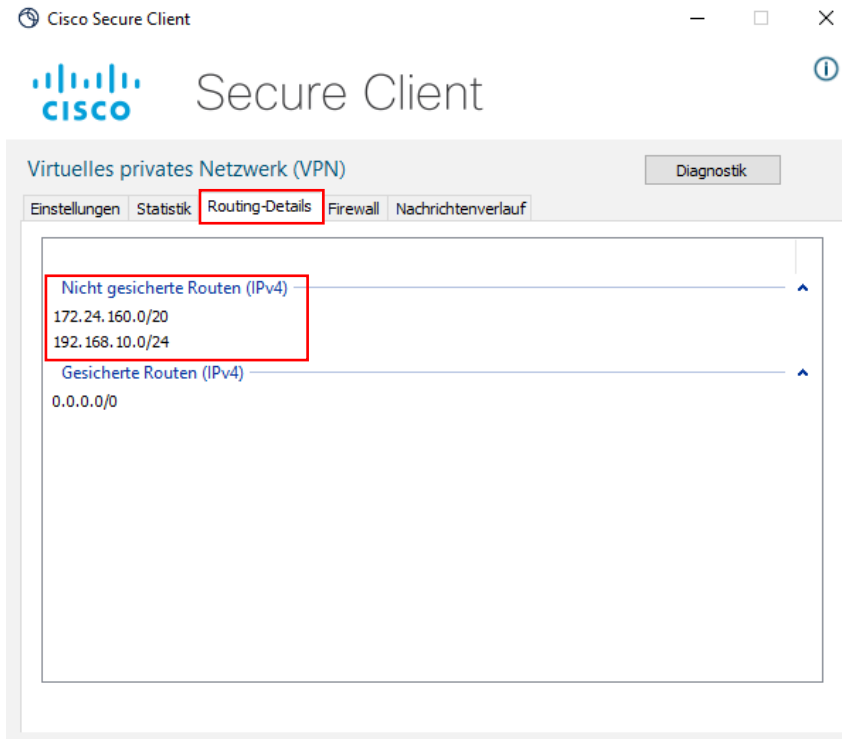 Cisco Secure Client
CISCO Secure Client
Virtuelles privates Netzwerk (VPN)
Diagnostik
Einstellungen Statistik Routing-Details Firewall Nachrichtenverlauf
Nicht gesicherte Routen (IPv4)
172.24.160.0/20
192.168.10.0/24
Gesicherte Routen (IPv4)
0.0.0.0/0